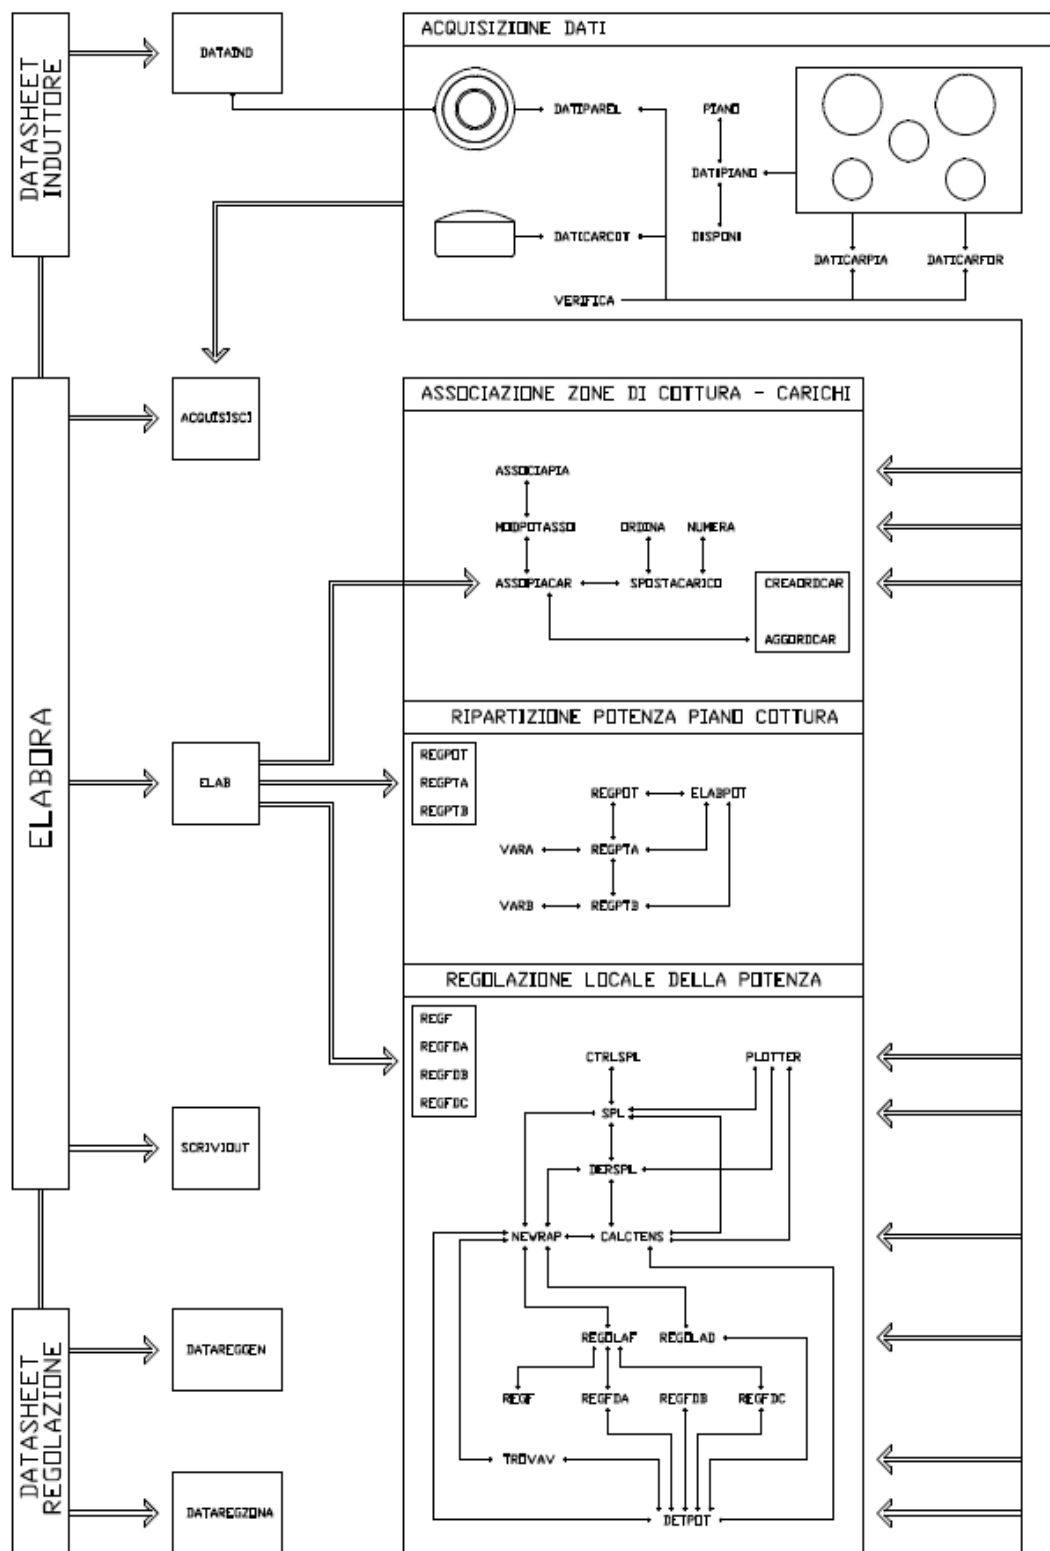 DATASHEET
INDUTTORE
DATAIND
ACQUISIZIONE DATI
DATIPAREL
PIANO
DATIPIANO
DATICARCOT
DISPONI
DATICARPIA
DATICARFOR
VERIFICA
ELABORA
ACQUISISCI
ASSOCIAZIONE ZONE DI COTTURA - CARICHI
ASSOCIAPIA
MODPOTASSOI
ORDINA
NUMERA
ASSOPIACAR
SPOSTACARICO
CREAORDCAR
AGGORDCAR
RIPARTIZIONE POTENZA PIANO COTTURA
ELAB
REGPOT
REGPTA
REGPTB
REGPOT
ELABPOT
VARA
REGPTA
VARB
REGPTB
REGOLAZIONE LOCALE DELLA POTENZA
REGF
REGFDA
REGFDB
REGFDC
CTRLSPL
PLOTTER
SPL
DERSPL
SCRIVIOUT
NEWRAP
CALCTENS
REGOLAF
REGOLAD
REGF
REGFDA
REGFDB
REGFDC
TROVAV
DETPOT
DATASHEET
REGOLAZIONE
DATAREGGEN
DATAREGZONA